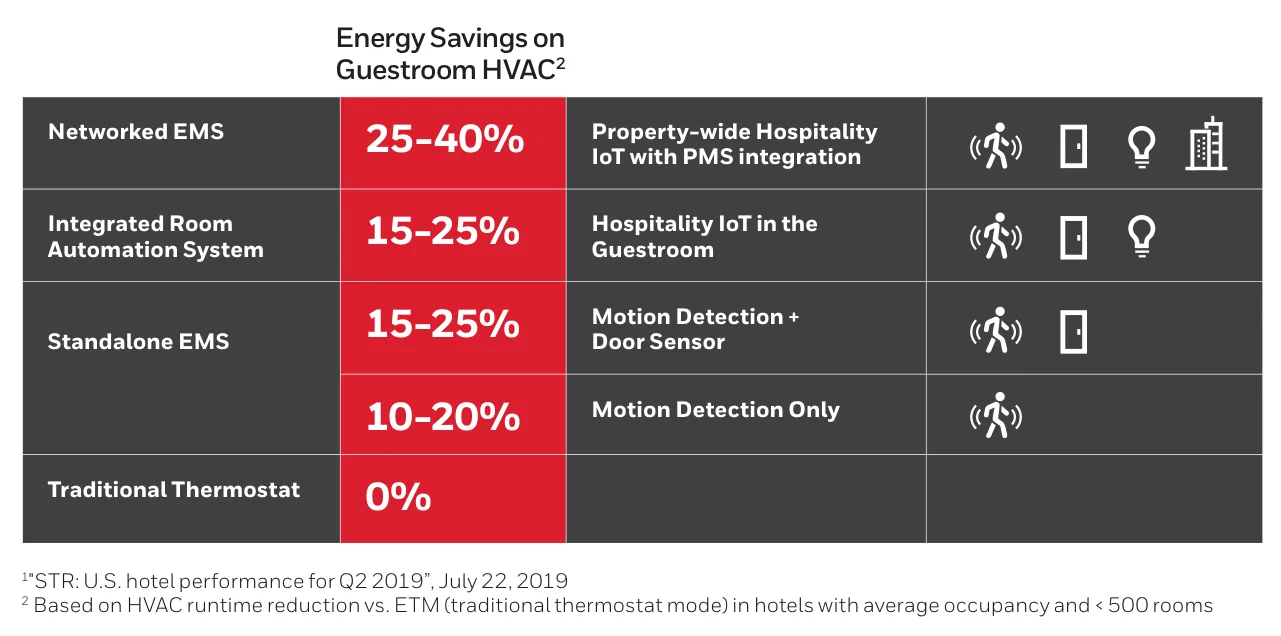 Energy Savings on
Guestroom HVAC²
Networked EMS
25-40%
Property-wide Hospitality
IoT with PMS integration
Integrated Room
Automation System
15-25%
Hospitality IoT in the
Guestroom
Standalone EMS
15-25%
Motion Detection +
Door Sensor
10-20%
Motion Detection Only
Traditional Thermostat
0%
¹"STR: U.S. hotel performance for Q2 2019”, July 22, 2019
² Based on HVAC runtime reduction vs. ETM (traditional thermostat mode) in hotels with average occupancy and < 500 rooms